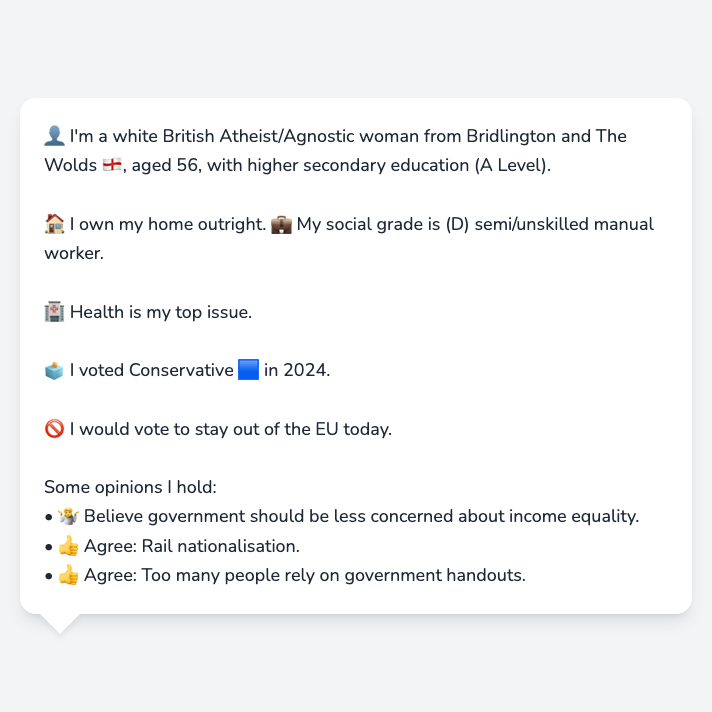 👤 I'm a white British Atheist/Agnostic woman from Bridlington and The
Wolds 🏴󠁧󠁢󠁥󠁮󠁧󠁿, aged 56, with higher secondary education (A Level).
🏠 I own my home outright. 💼 My social grade is (D) semi/unskilled manual
worker.
🏥 Health is my top issue.
🗳️ I voted Conservative 🟦 in 2024.
🚫 I would vote to stay out of the EU today.
Some opinions I hold:
• 🤷‍♀️ Believe government should be less concerned about income equality.
• 👍 Agree: Rail nationalisation.
• 👍 Agree: Too many people rely on government handouts.